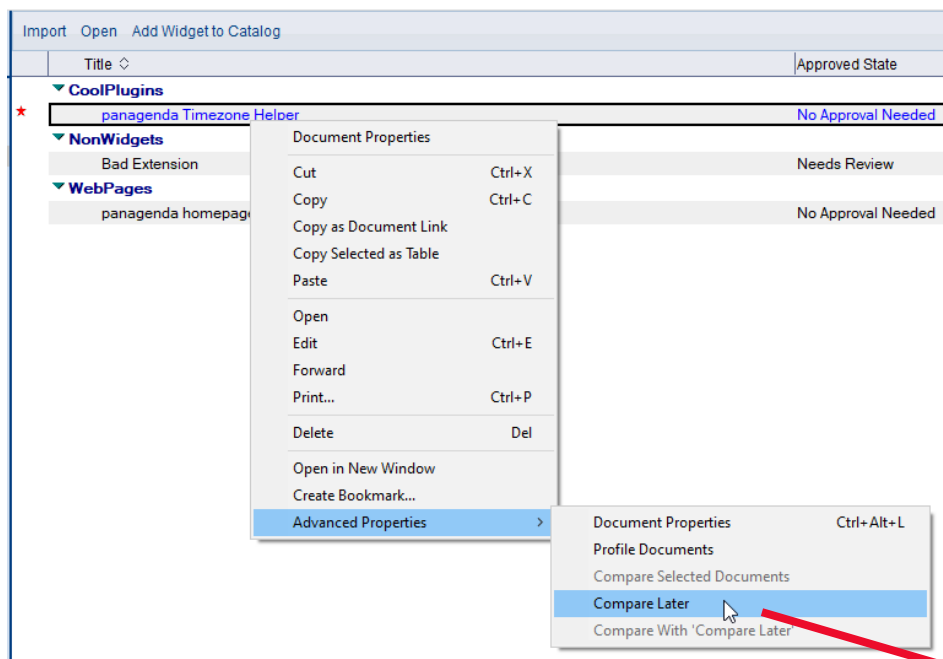 Import Open Add Widget to Catalog
Title Approved State
CoolPlugins
panagenda Timezone Helper No Approval Needed
NonWidgets
Bad Extension Needs Review
WebPages
panagenda homepage No Approval Needed
Document Properties
Cut Ctrl+X
Copy Ctrl+C
Copy as Document Link
Copy Selected as Table
Paste Ctrl+V
Open
Edit Ctrl+E
Forward
Print... Ctrl+P
Delete Del
Open in New Window
Create Bookmark...
Advanced Properties
Document Properties Ctrl+Alt+L
Profile Documents
Compare Selected Documents
Compare Later
Compare With 'Compare Later'